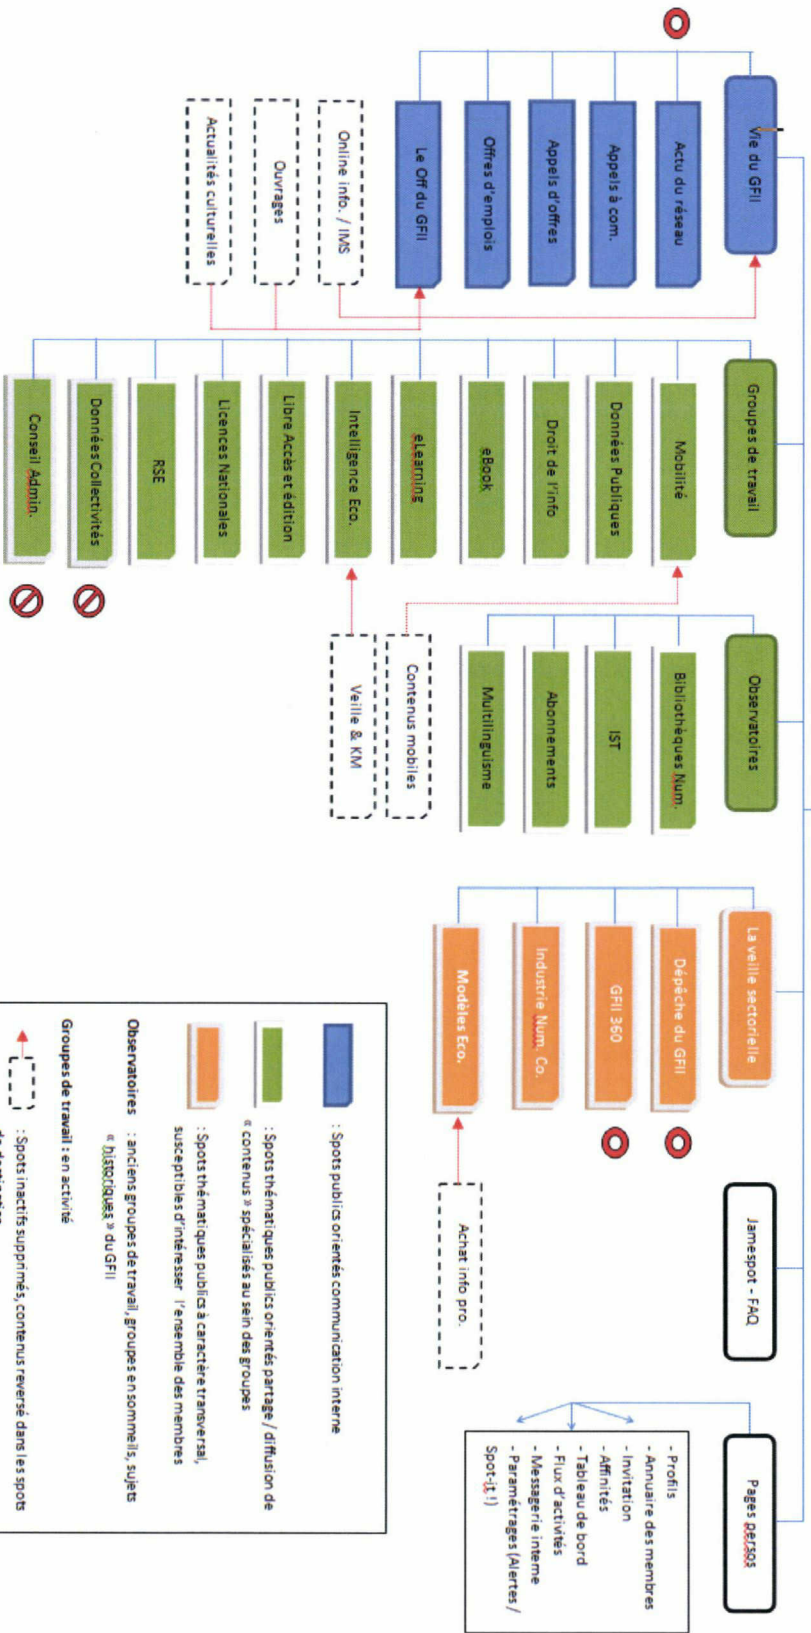 Vie du GFII
Actu du réseau
Appels à com.
Appels d'offres
Offres d'emplois
Le Off du GFII
Online info. / IMS
Ouvrages
Actualités culturelles
Groupes de travail
Mobilité
Données Publiques
Droit de l'info
eBook
eLearning
Intelligence Eco.
Libre Accès et édition
Licences Nationales
RSE
Données Collectivités
Conseil Admin.
Observatoires
Bibliothèques Num.
IST
Abonnements
Multilinguisme
Contenus mobiles
Veille & KM
La veille sectorielle
Dépêche du GFII
GFII 360
Industrie Num. Co.
Modèles Eco.
Achat info pro.
Jamespot - FAQ
Pages persos
- Profils
- Annuaire des membres
- Invitation
- Affinités
- Tableau de bord
- Flux d'activités
- Messagerie interne
- Paramétrages (Alertes /
Spot-it !)
: Spots publics orientés communication interne
: Spots thématiques publics orientés partage / diffusion de
« contenus » spécialisés au sein des groupes
: Spots thématiques publics à caractère transversal,
susceptibles d'intéresser l'ensemble des membres
Observatoires : anciens groupes de travail, groupes en sommeils, sujets
« historiques » du GFII
Groupes de travail : en activité
: Spots inactifs supprimés, contenus reversé dans les spots